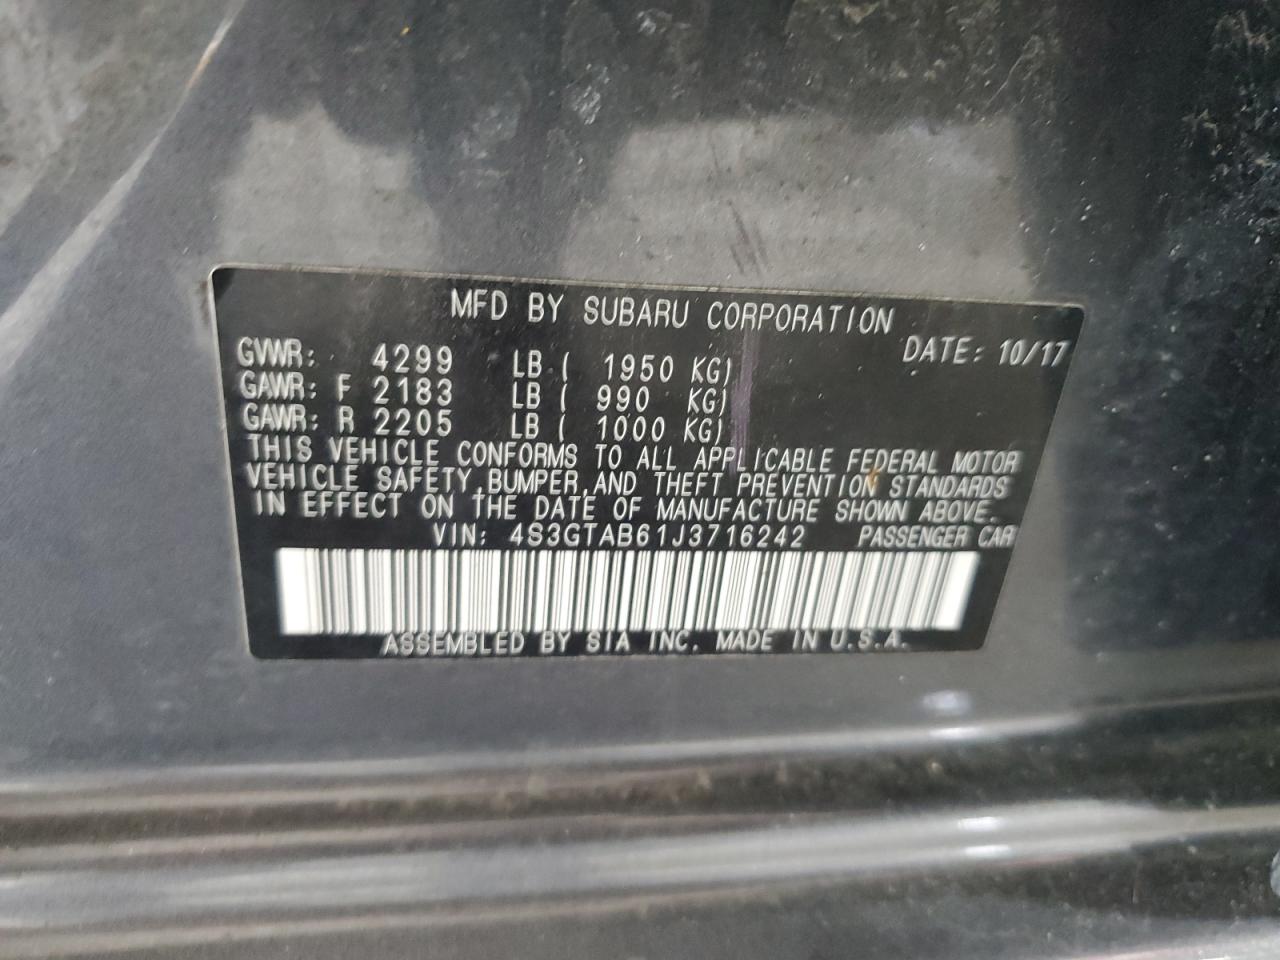 MFD BY SUBARU CORPORATION
DATE: 10/17
GVWR: 4299 LB ( 1950 KG)
GAWR: F 2183 LB ( 990 KG)
GAWR: R 2205 LB ( 1000 KG)
THIS VEHICLE CONFORMS TO ALL APPLICABLE FEDERAL MOTOR
VEHICLE SAFETY,BUMPER,AND THEFT PREVENTION STANDARDS
IN EFFECT ON THE DATE OF MANUFACTURE SHOWN ABOVE.
VIN: 4S3GTAB61J3716242 PASSENGER CAR
ASSEMBLED BY SIA INC. MADE IN U.S.A.